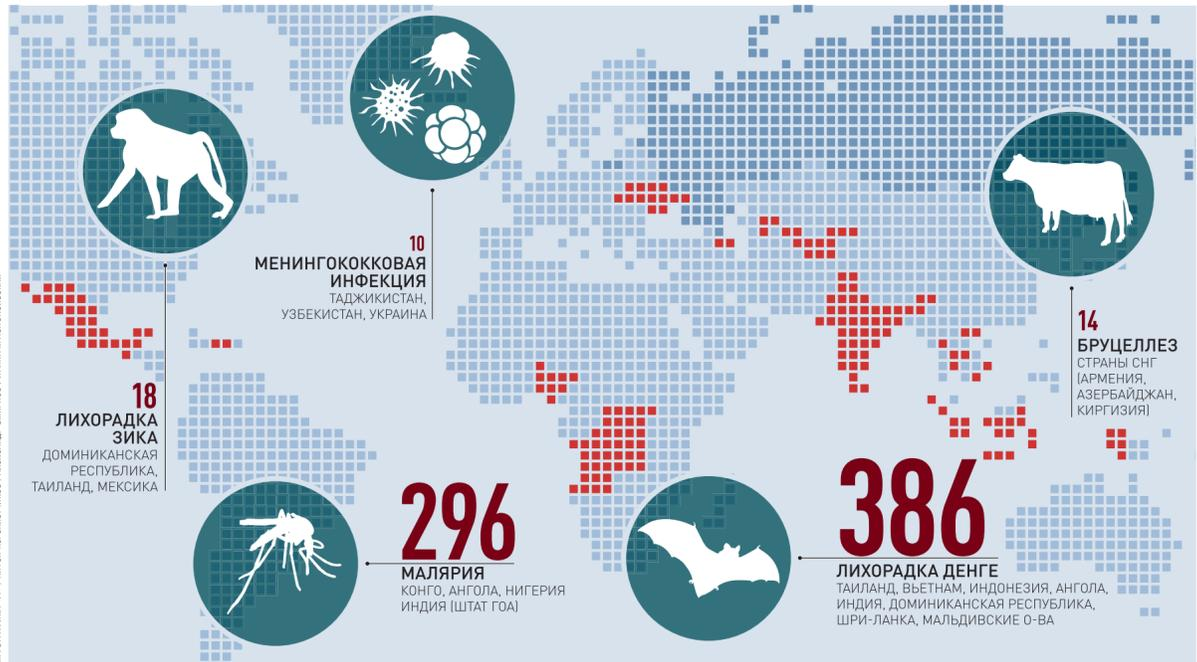 10
МЕНИНГОКОККОВАЯ
ИНФЕКЦИЯ
ТАДЖИКИСТАН,
УЗБЕКИСТАН, УКРАИНА
14
БРУЦЕЛЛЕЗ
СТРАНЫ СНГ
(АРМЕНИЯ,
АЗЕРБАЙДЖАН,
КИРГИЗИЯ)
18
ЛИХОРАДКА
ЗИКА
ДОМИНИКАНСКАЯ
РЕСПУБЛИКА,
ТАИЛАНД, МЕКСИКА
296
МАЛЯРИЯ
КОНГО, АНГОЛА, НИГЕРИЯ
ИНДИЯ (ШТАТ ГОА)
386
ЛИХОРАДКА ДЕНГЕ
ТАИЛАНД, ВЬЕТНАМ, ИНДОНЕЗИЯ, АНГОЛА,
ИНДИЯ, ДОМИНИКАНСКАЯ РЕСПУБЛИКА,
ШРИ-ЛАНКА, МАЛЬДИВСКИЕ О-ВА